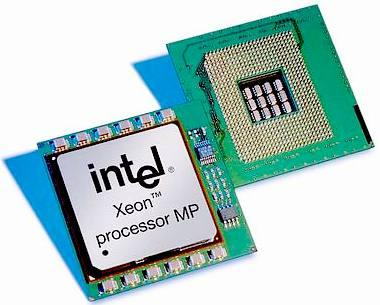 intel®
Xeon™
processor MP